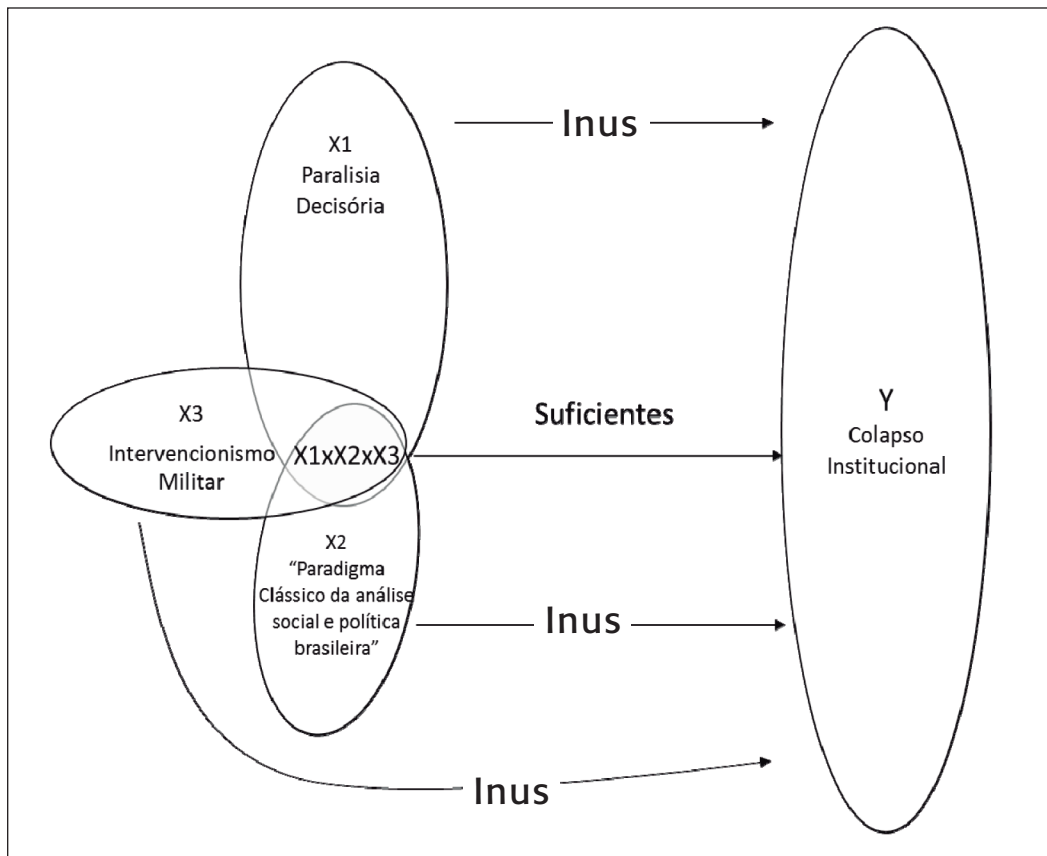 X1
Paralisia
Decisória
Inus
X3
Intervencionismo
Militar
X1xX2xX3
Suficientes
Y
Colapso
Institucional
X2
“Paradigma
Clássico da análise
social e política
brasileira”
Inus
Inus